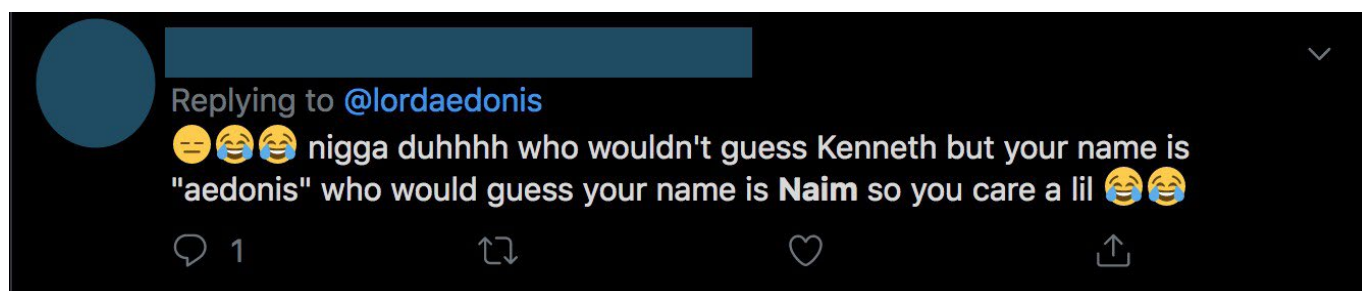 Replying to @lordaedonis
😑😂😂 nigga duhhhh who wouldn't guess Kenneth but your name is
"aedonis" who would guess your name is Naim so you care a lil 😂😂
1